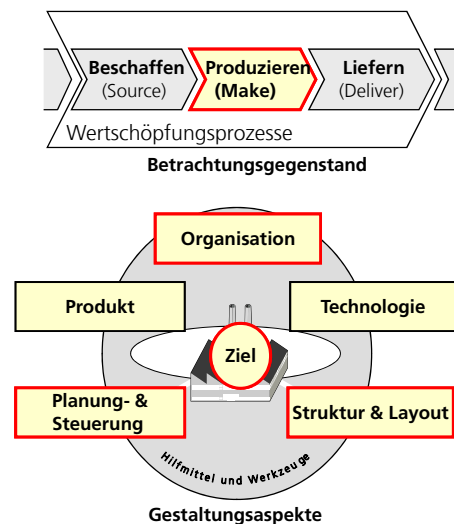 Beschaffen
(Source)
Produzieren
(Make)
Liefern
(Deliver)
Wertschöpfungsprozesse
Betrachtungsgegenstand
Organisation
Produkt
Technologie
Ziel
Planung- &
Steuerung
Struktur & Layout
Hilfmittel und Werkzeuge
Gestaltungsaspekte